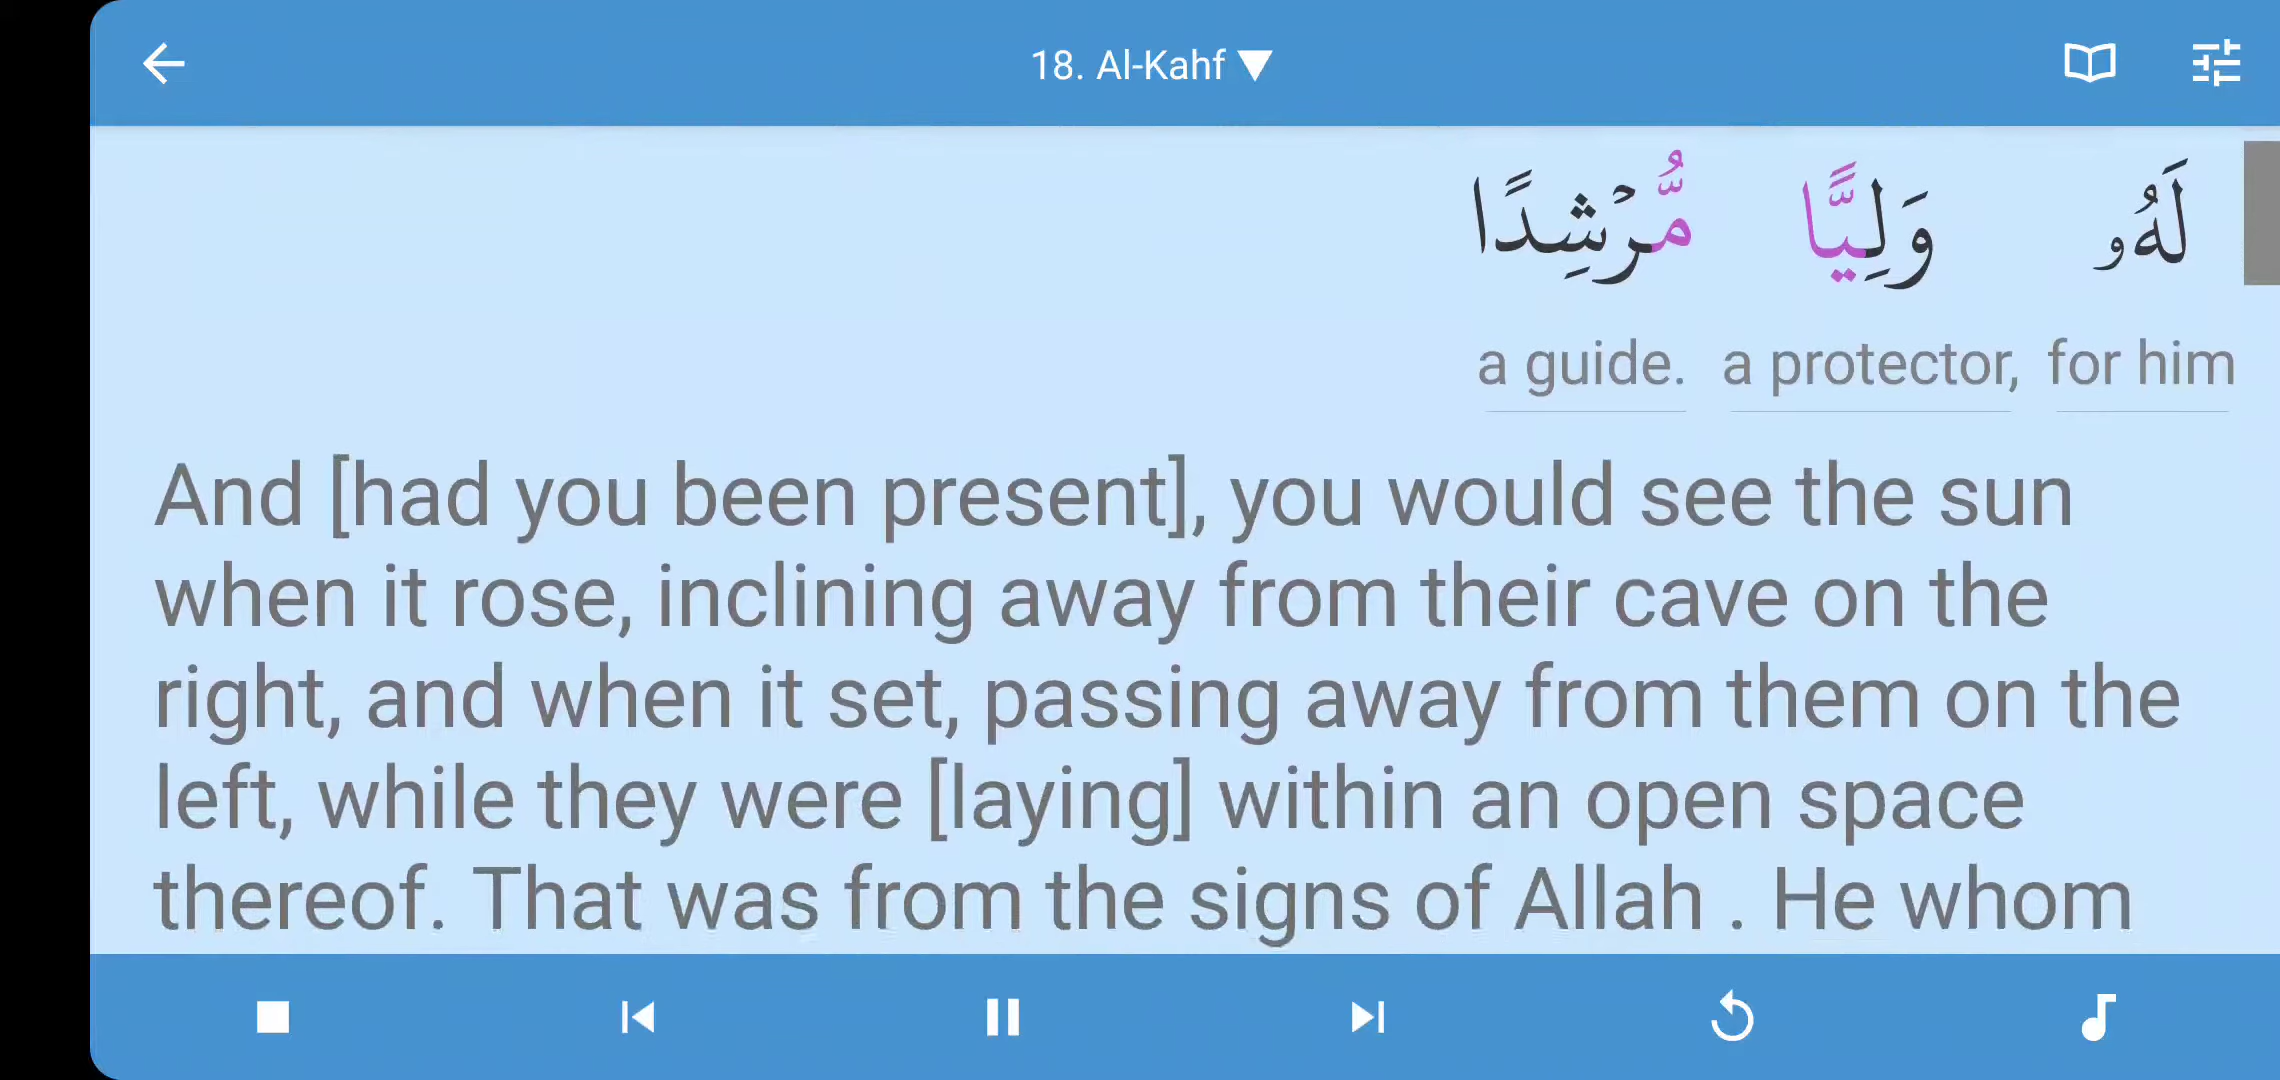 18. Al-Kahf ▼
لَهُۥ وَلِيًّا مُّرْشِدًا
for him a protector, a guide.
And [had you been present], you would see the sun
when it rose, inclining away from their cave on the
right, and when it set, passing away from them on the
left, while they were [laying] within an open space
thereof. That was from the signs of Allah . He whom